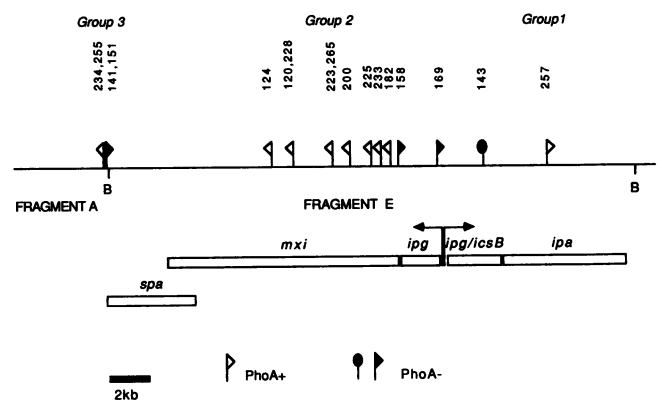 Group 3
Group 2
Group1
234,255
141,151
124
120,228
223,265
200
225
233
182
158
169
143
257
B
B
FRAGMENT A
FRAGMENT E
mxi
ipg
ipg/icsB
ipa
spa
2kb
PhoA+
PhoA-